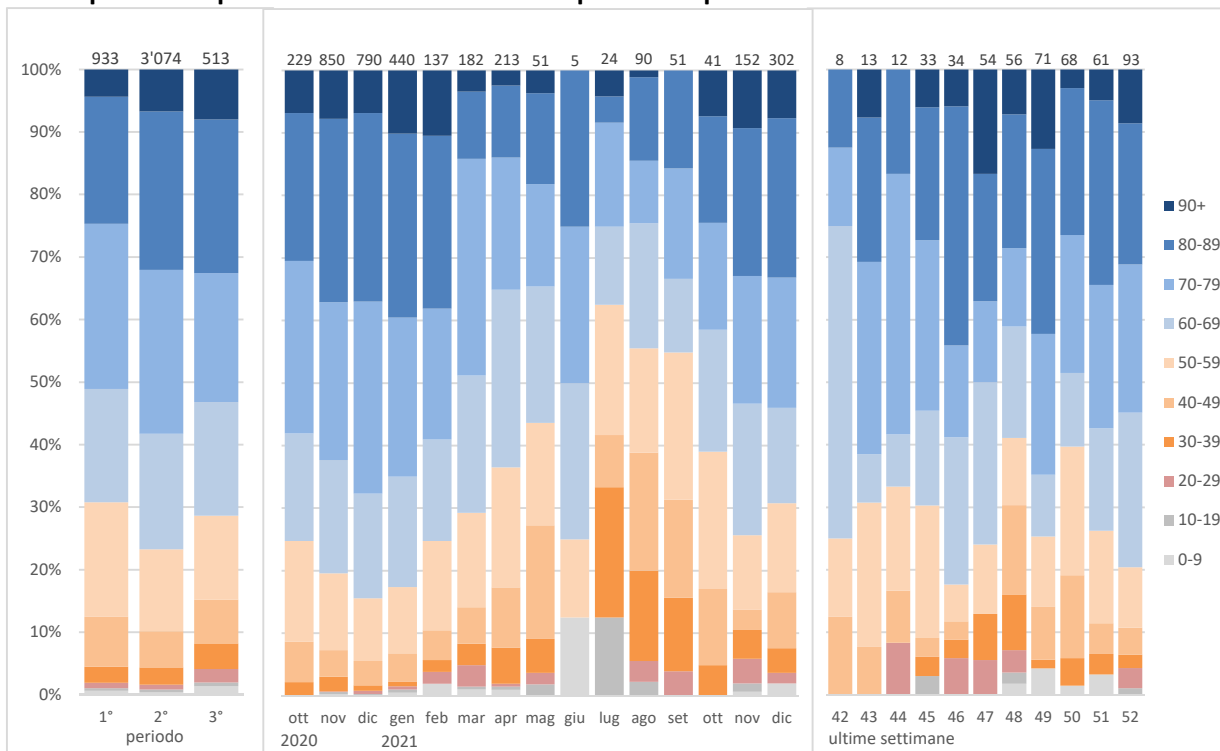 933 3'074 513
229 850 790 440 137 182 213 51 5 24 90 51 41 152 302
8 13 12 33 34 54 56 71 68 61 93
100%
90%
80%
70%
60%
50%
40%
30%
20%
10%
0%
1° 2° 3°
periodo
ott nov dic gen feb mar apr mag giu lug ago set ott nov dic
2020 2021
42 43 44 45 46 47 48 49 50 51 52
ultime settimane
90+
80-89
70-79
60-69
50-59
40-49
30-39
20-29
10-19
0-9